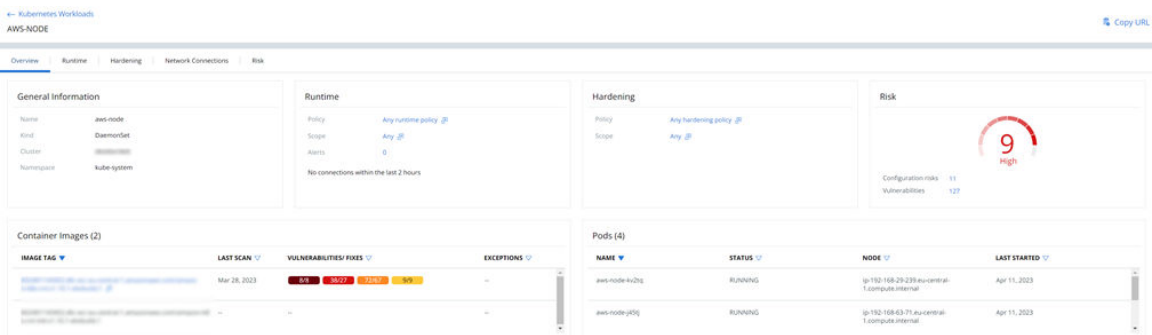 ← Kubernetes Workloads
AWS-NODE
Copy URL
Overview Runtime Hardening Network Connections Risk
General Information
Name aws-node
Kind DaemonSet
Cluster
Namespace kube-system
Runtime
Policy Any runtime policy
Scope Any
Alerts 0
No connections within the last 2 hours
Hardening
Policy Any hardening policy
Scope Any
Risk
9
High
Configuration risks 11
Vulnerabilities 127
Container Images (2)
IMAGE TAG LAST SCAN VULNERABILITIES/ FIXES EXCEPTIONS
Mar 28, 2023 8/8 38/27 72/67 9/9 --
-- -- --
Pods (4)
NAME STATUS NODE LAST STARTED
aws-node-kv2tq RUNNING ip-192-168-29-239.eu-central-1.compute.internal Apr 11, 2023
aws-node-j45tj RUNNING ip-192-168-63-71.eu-central-1.compute.internal Apr 11, 2023